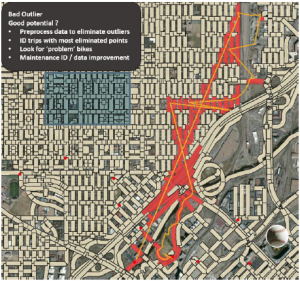 Bad Outlier
Good potential ?
• Preprocess data to eliminate outliers
• ID trips with most eliminated points
• Look for 'problem' bikes
• Maintenance ID / data improvement